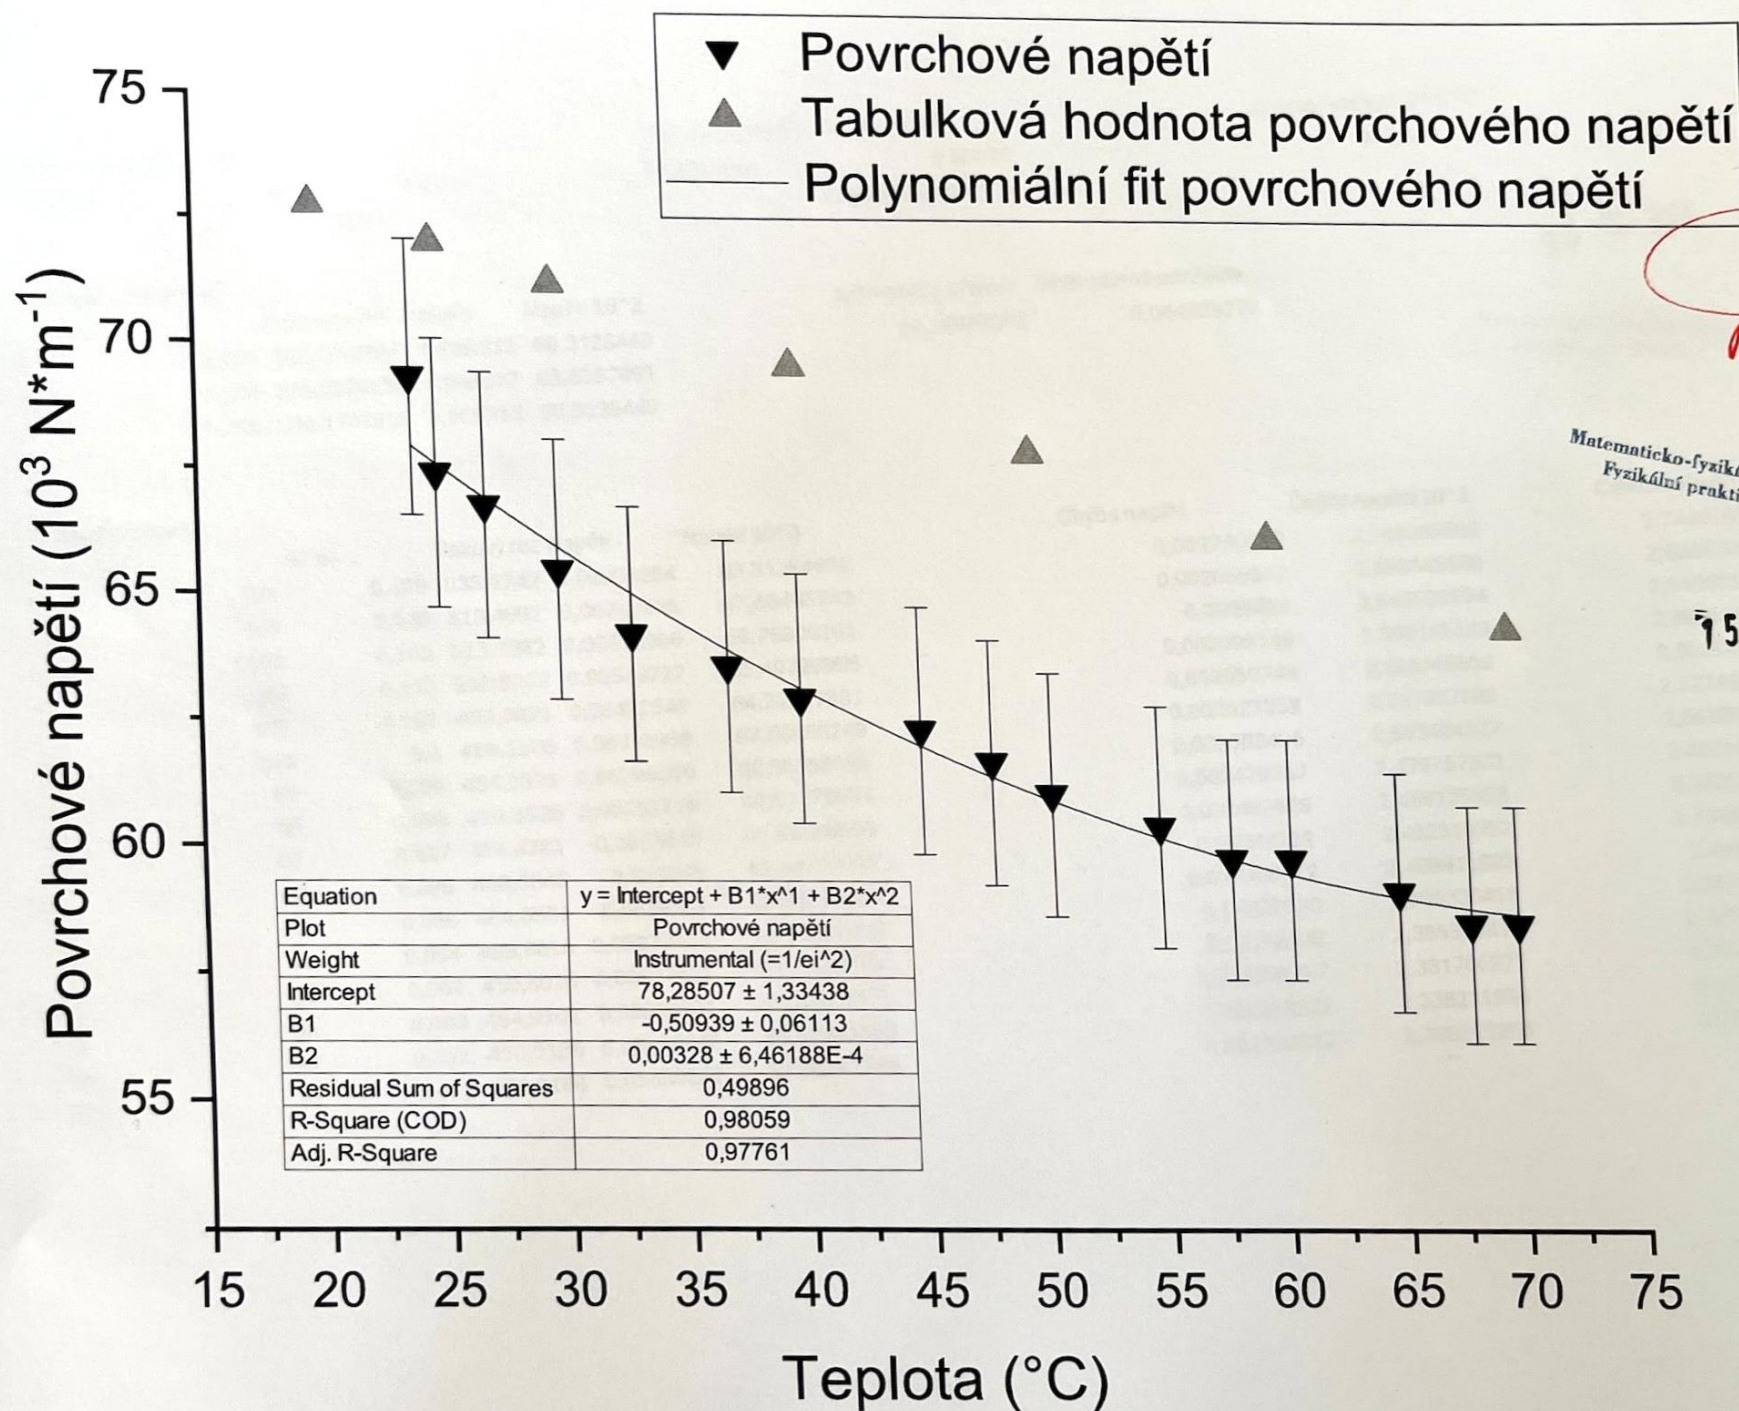 Povrchové napětí
Tabulková hodnota povrchového napětí
Polynomiální fit povrchového napětí
75
70
65
60
55
Povrchové napětí (10³ N*m⁻¹)
Matematicko-fyziká
Fyzikální prakti
Equation y = Intercept + B1*x^1 + B2*x^2
Plot Povrchové napětí
Weight Instrumental (=1/ei^2)
Intercept 78,28507 ± 1,33438
B1 -0,50939 ± 0,06113
B2 0,00328 ± 6,46188E-4
Residual Sum of Squares 0,49896
R-Square (COD) 0,98059
Adj. R-Square 0,97761
15 20 25 30 35 40 45 50 55 60 65 70 75
Teplota (°C)